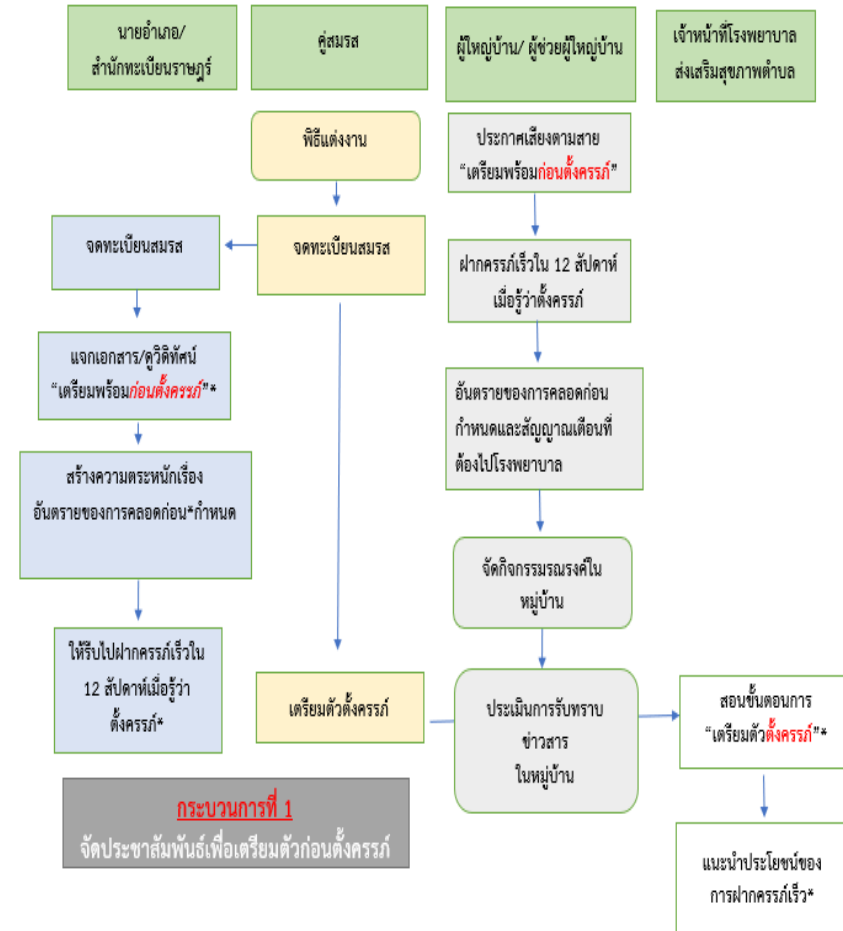 นายอำเภอ/
สำนักทะเบียนราษฎร์
คู่สมรส
ผู้ใหญ่บ้าน/ ผู้ช่วยผู้ใหญ่บ้าน
เจ้าหน้าที่โรงพยาบาล
ส่งเสริมสุขภาพตำบล
พิธีแต่งงาน
ประกาศเสียงตามสาย
“เตรียมพร้อมก่อนตั้งครรภ์”
จดทะเบียนสมรส
จดทะเบียนสมรส
ฝากครรภ์เร็วใน 12 สัปดาห์
เมื่อรู้ว่าตั้งครรภ์
แจกเอกสาร/ดูวิดิทัศน์
“เตรียมพร้อมก่อนตั้งครรภ์”*
อันตรายของการคลอดก่อน
กำหนดและสัญญาณเตือนที่
ต้องไปโรงพยาบาล
สร้างความตระหนักเรื่อง
อันตรายของการคลอดก่อน*กำหนด
จัดกิจกรรมรณรงค์ใน
หมู่บ้าน
ให้รีบไปฝากครรภ์เร็วใน
12 สัปดาห์เมื่อรู้ว่า
ตั้งครรภ์*
เตรียมตัวตั้งครรภ์
ประเมินการรับทราบ
ข่าวสาร
ในหมู่บ้าน
สอนขั้นตอนการ
“เตรียมตัวตั้งครรภ์”*
กระบวนการที่ 1
จัดประชาสัมพันธ์เพื่อเตรียมตัวก่อนตั้งครรภ์
แนะนำประโยชน์ของ
การฝากครรภ์เร็ว*